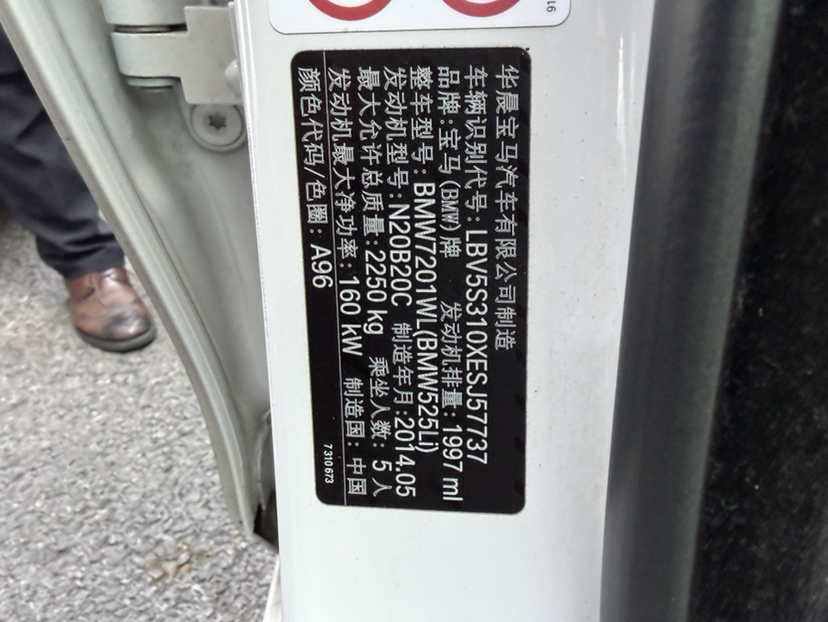 华晨宝马汽车有限公司制造
车辆识别代号:LBV5S310XESJ57737
品牌:宝马(BMW)牌 发动机排量:1997 ml
整车型号:BMW7201WL(BMW525Li)
发动机型号:N20B20C 制造年月:2014.05
最大允许总质量:2250 kg 乘坐人数:5人
发动机最大净功率:160 kW 制造国:中国
颜色代码/色圈:A96
7310673
16